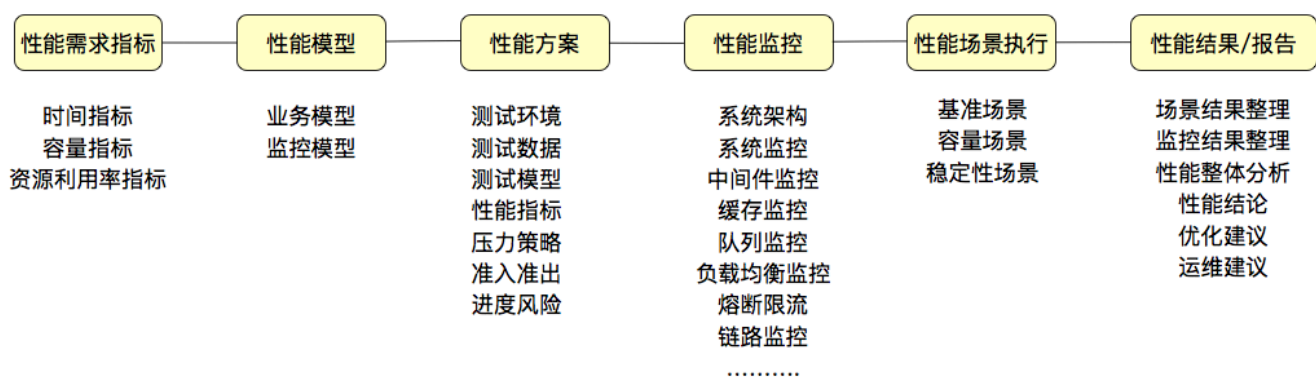 性能需求指标
性能模型
性能方案
性能监控
性能场景执行
性能结果/报告
时间指标
容量指标
资源利用率指标
业务模型
监控模型
测试环境
测试数据
测试模型
性能指标
压力策略
准入准出
进度风险
系统架构
系统监控
中间件监控
缓存监控
队列监控
负载均衡监控
熔断限流
链路监控
..........
基准场景
容量场景
稳定性场景
场景结果整理
监控结果整理
性能整体分析
性能结论
优化建议
运维建议